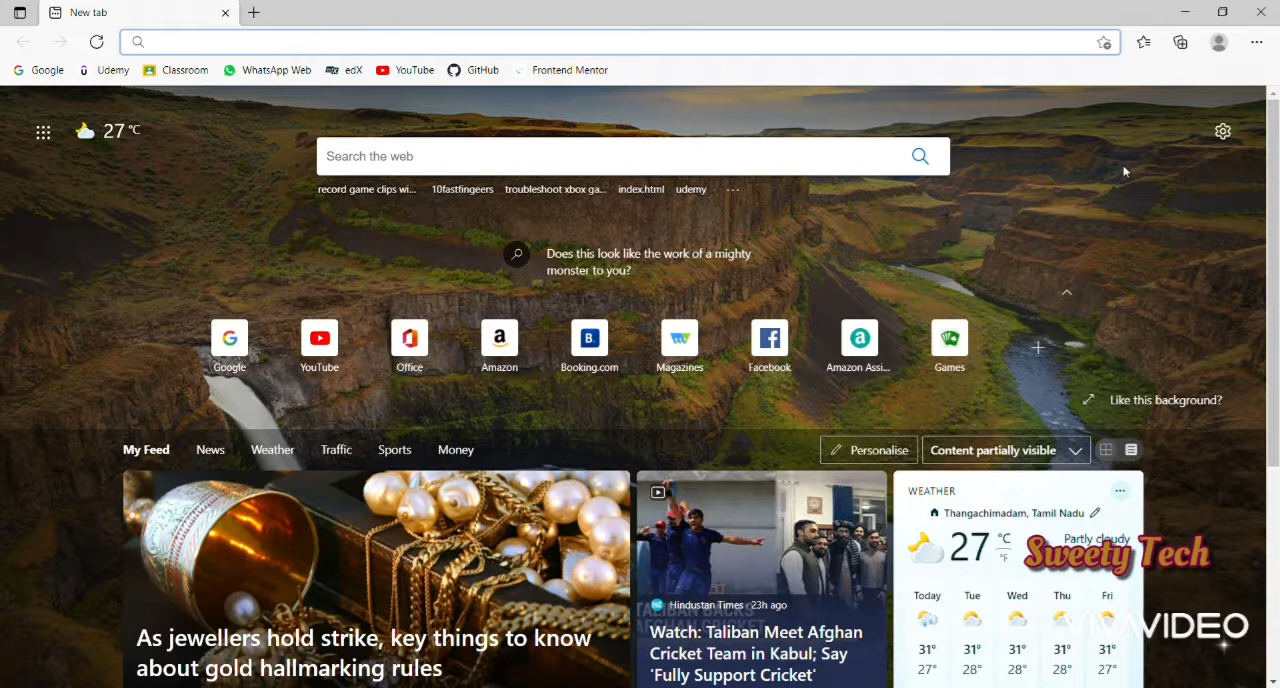 New tab
Google
Udemy
Classroom
WhatsApp Web
edX
YouTube
GitHub
Frontend Mentor
27 °C
Search the web
record game clips wi...
10fastfingeers
troubleshoot xbox ga...
index.html
udemy
...
Does this look like the work of a mighty
monster to you?
Google
YouTube
Office
Amazon
Booking.com
Magazines
Facebook
Amazon Assi...
Games
Like this background?
My Feed
News
Weather
Traffic
Sports
Money
Personalise
Content partially visible
As jewellers hold strike, key things to know
about gold hallmarking rules
Hindustan Times · 23h ago
Watch: Taliban Meet Afghan
Cricket Team in Kabul; Say
'Fully Support Cricket'
WEATHER
Thangachimadam, Tamil Nadu
27 °C
°F
Partly cloudy
Sweety Tech
Today Tue Wed Thu Fri
VIVAVIDEO
31° 31° 31° 31° 31°
27° 28° 28° 28° 27°